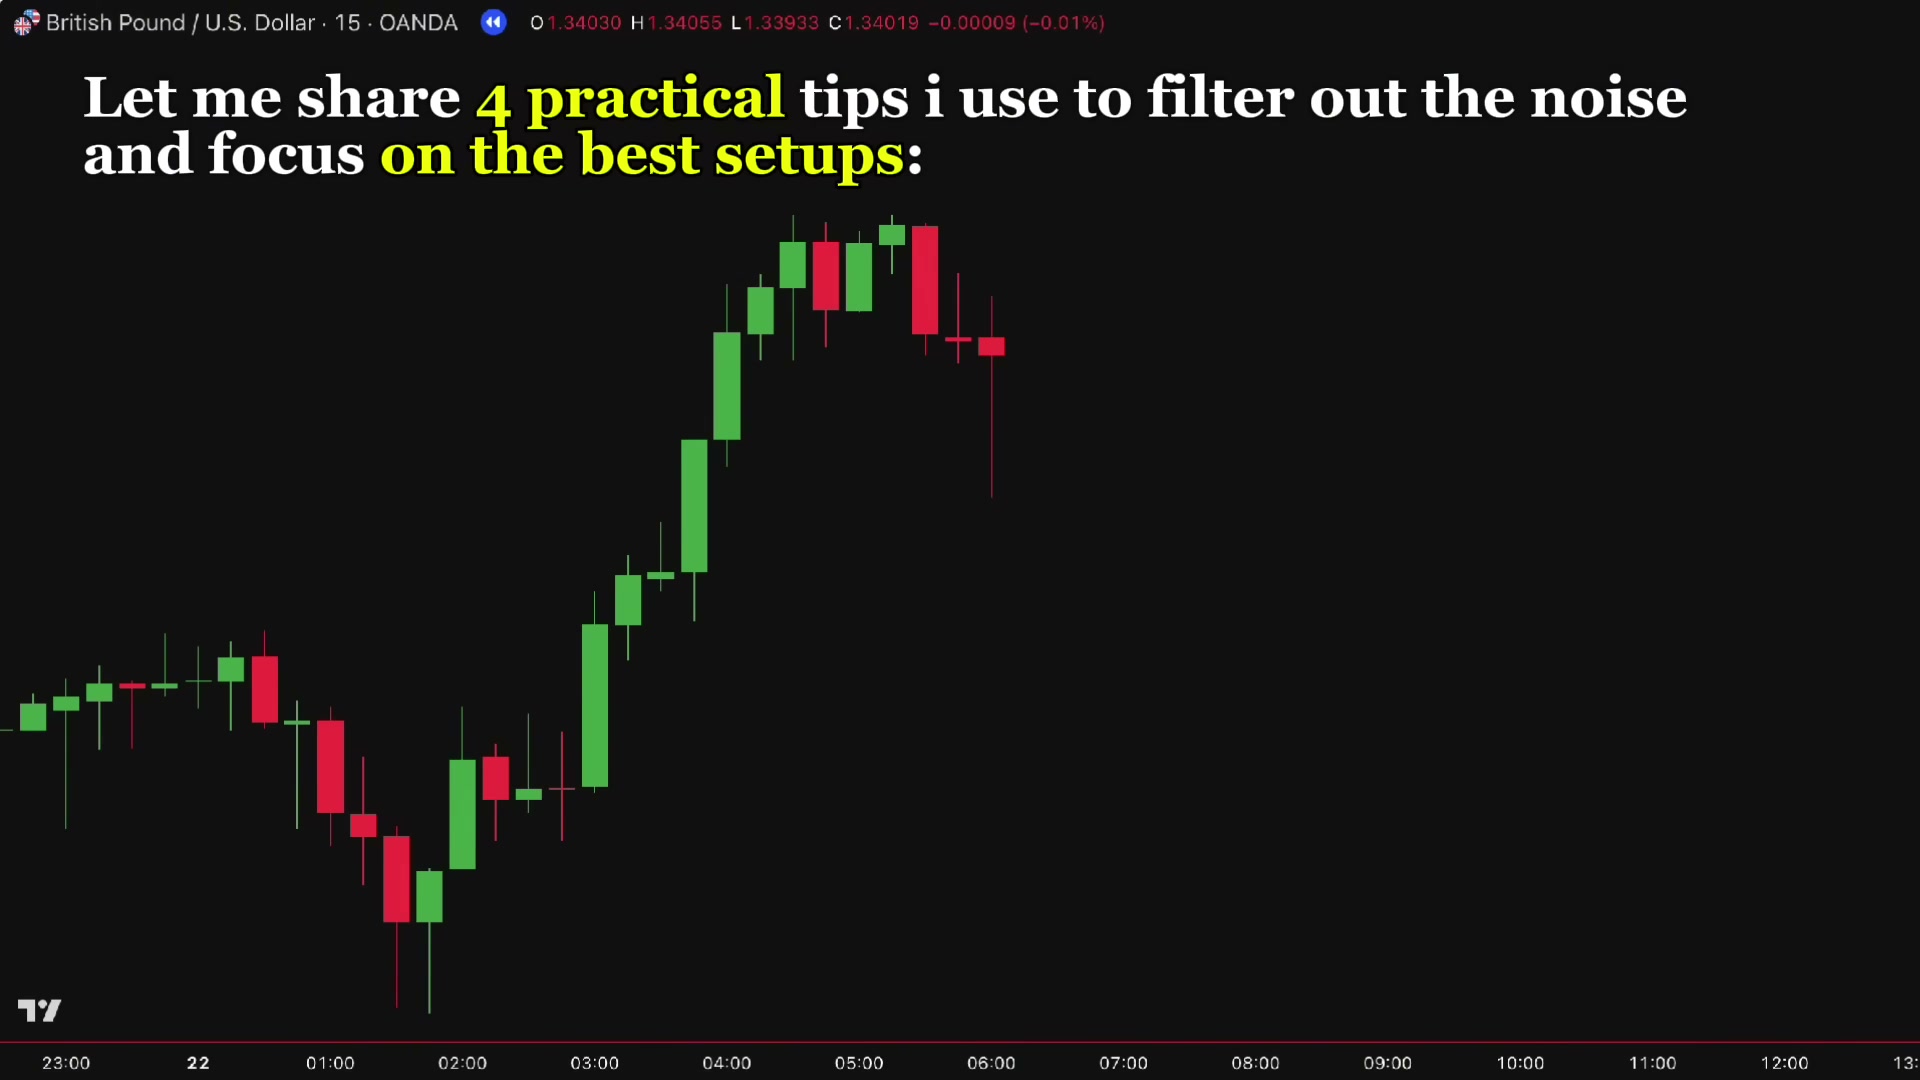 British Pound / U.S. Dollar · 15 · OANDA O1.34030 H1.34055 L1.33933 C1.34019 −0.00009 (−0.01%)
Let me share 4 practical tips i use to filter out the noise
and focus on the best setups:
23:00 22 01:00 02:00 03:00 04:00 05:00 06:00 07:00 08:00 09:00 10:00 11:00 12:00 13: